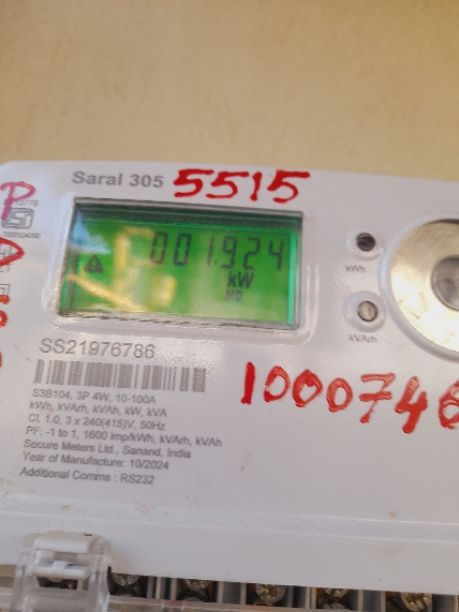 Saral 305 5515
001.924
kW
MD
SS21976786
S3B104, 3P 4W, 10-100A
kWh, kVArh, kVAh, kW, kVA
Cl. 1.0, 3 x 240(415)V, 50Hz
PF: -1 to 1, 1600 imp/kWh, kVArh, kVAh
Secure Meters Ltd., Sanand, India
Year of Manufacture: 10/2024
Additional Comms : RS232
kWh
kVArh
1000746
P